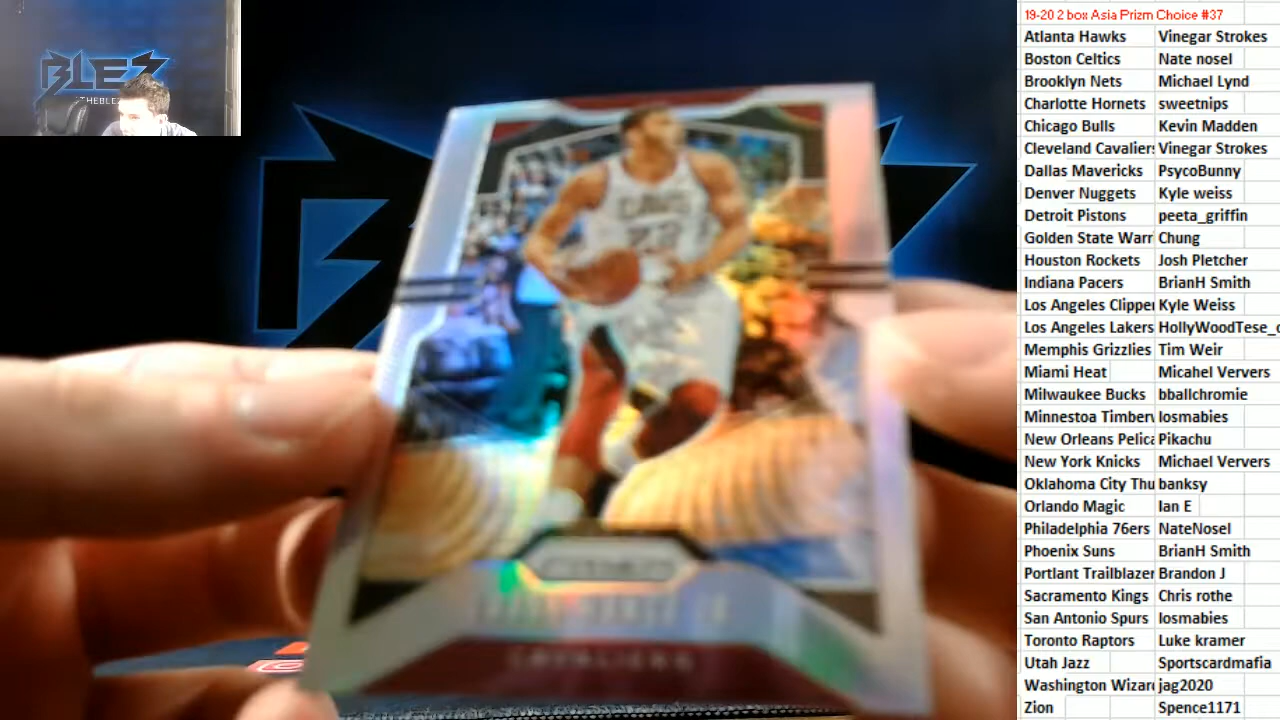 BLEZ
19-20 2 box Asia Prizm Choice #37
Atlanta Hawks Vinegar Strokes
Boston Celtics Nate nosel
Brooklyn Nets Michael Lynd
Charlotte Hornets sweetnips
Chicago Bulls Kevin Madden
Cleveland Cavaliers Vinegar Strokes
Dallas Mavericks PsycoBunny
Denver Nuggets Kyle weiss
Detroit Pistons peeta_griffin
Golden State Warr Chung
Houston Rockets Josh Pletcher
Indiana Pacers BrianH Smith
Los Angeles Clippe Kyle Weiss
Los Angeles Lakers HollyWoodTese_
Memphis Grizzlies Tim Weir
Miami Heat Micahel Ververs
Milwaukee Bucks bballchromie
Minnestoa Timber losmabies
New Orleans Pelica Pikachu
New York Knicks Michael Ververs
Oklahoma City Thu banksy
Orlando Magic Ian E
Philadelphia 76ers NateNosel
Phoenix Suns BrianH Smith
Portlant Trailblazer Brandon J
Sacramento Kings Chris rothe
San Antonio Spurs losmabies
Toronto Raptors Luke kramer
Utah Jazz Sportscardmafia
Washington Wizar jag2020
Zion Spence1171
CAVS
23
CAVALIERS